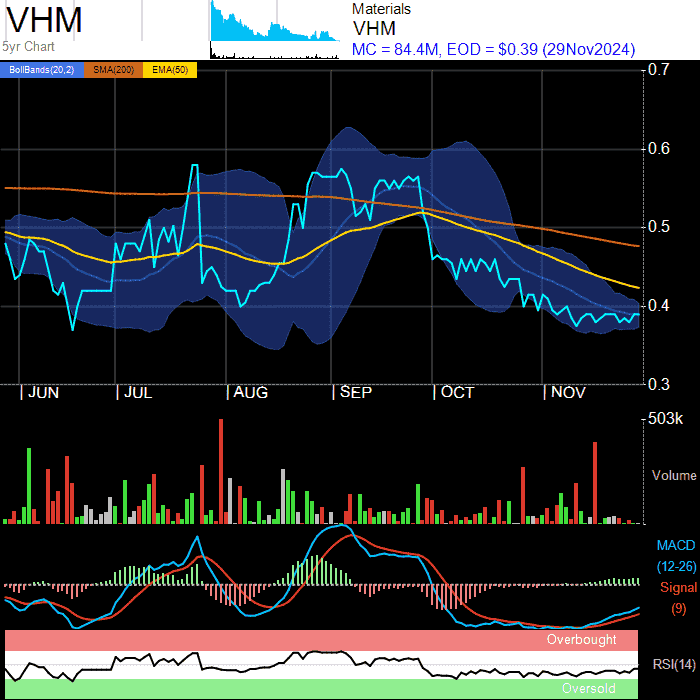 VHM
5yr Chart
Materials
VHM
MC = 84.4M, EOD = $0.39 (29Nov2024)
BollBands(20,2) SMA(200) EMA(50)
0.7
0.6
0.5
0.4
0.3
| JUN | JUL | AUG | SEP | OCT | NOV
503k
Volume
MACD
(12-26)
Signal
(9)
Overbought
RSI(14)
Oversold